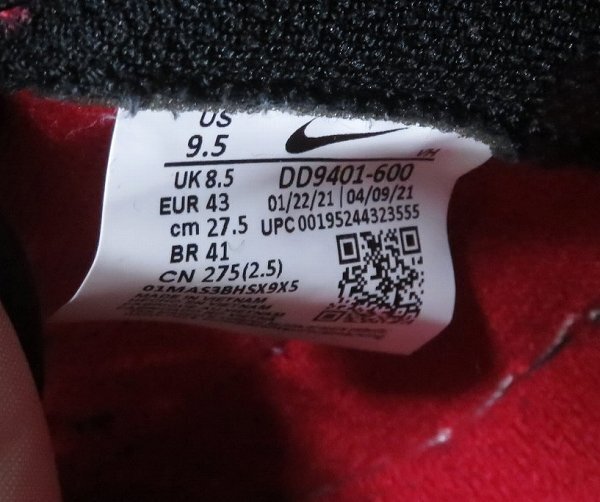 US
9.5
VH
UK 8.5
EUR 43
cm 27.5
BR 41
CN 275(2.5)
DD9401-600
01/22/21 | 04/09/21
UPC 00195244323555
01MAS3BHSX9X5
MADE IN VIETNAM